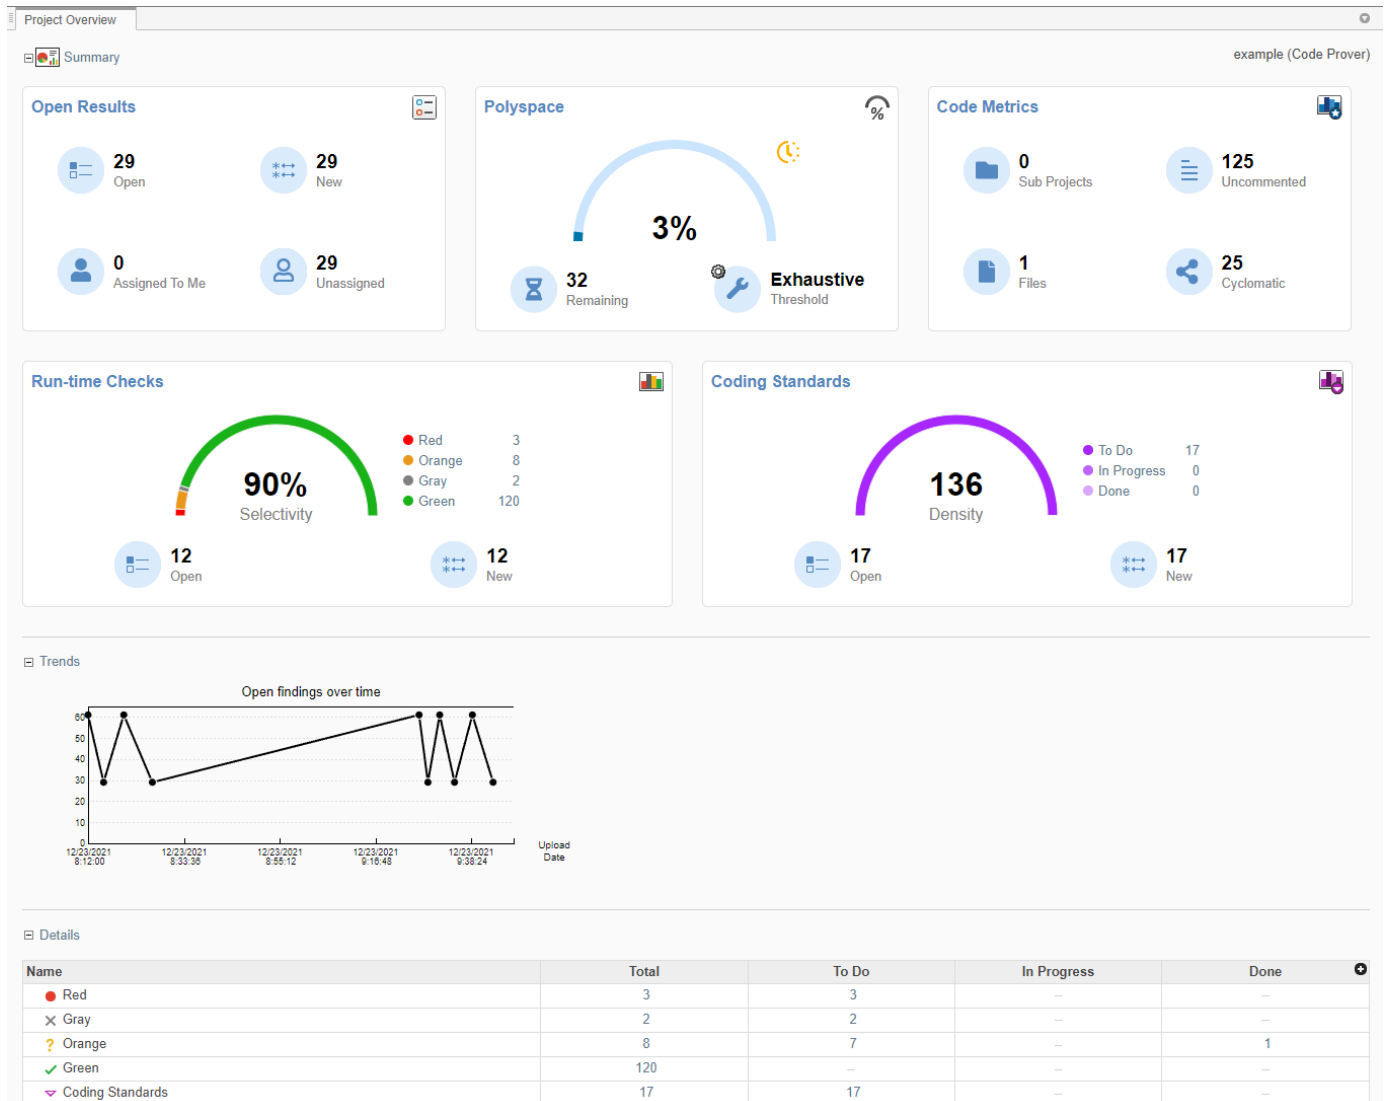 Project Overview
Summary
example (Code Prover)
Open Results
29
Open
29
New
0
Assigned To Me
29
Unassigned
Polyspace
%
3%
32
Remaining
Exhaustive
Threshold
Code Metrics
0
Sub Projects
125
Uncommented
1
Files
25
Cyclomatic
Run-time Checks
90%
Selectivity
Red 3
Orange 8
Gray 2
Green 120
12
Open
12
New
Coding Standards
136
Density
To Do 17
In Progress 0
Done 0
17
Open
17
New
Trends
Open findings over time
60
50
40
30
20
10
0
12/23/2021 12/23/2021 12/23/2021 12/23/2021 12/23/2021
8:12:00 8:33:36 8:55:12 9:16:48 9:38:24
Upload
Date
Details
Name Total To Do In Progress Done
Red 3 3 – –
Gray 2 2 – –
? Orange 8 7 – 1
Green 120 – – –
Coding Standards 17 17 – –